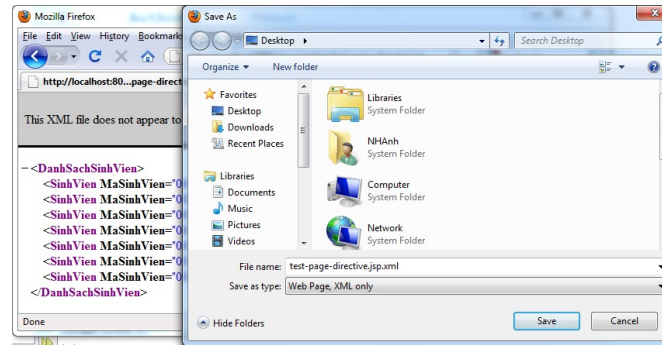 Mozilla Firefox
File Edit View History Bookmark
http://localhost:80...page-direct
This XML file does not appear to
-<DanhSachSinhVien>
<SinhVien MaSinhVien="0
<SinhVien MaSinhVien="0
<SinhVien MaSinhVien="0
<SinhVien MaSinhVien="0
<SinhVien MaSinhVien="0
<SinhVien MaSinhVien="0
<SinhVien MaSinhVien="0
</DanhSachSinhVien>
Done
Save As
Desktop
Search Desktop
Organize
New folder
Favorites
Desktop
Downloads
Recent Places
Libraries
Documents
Music
Pictures
Videos
Libraries
System Folder
NHAnh
System Folder
Computer
System Folder
Network
System Folder
File name: test-page-directive.jsp.xml
Save as type: Web Page, XML only
Hide Folders
Save
Cancel